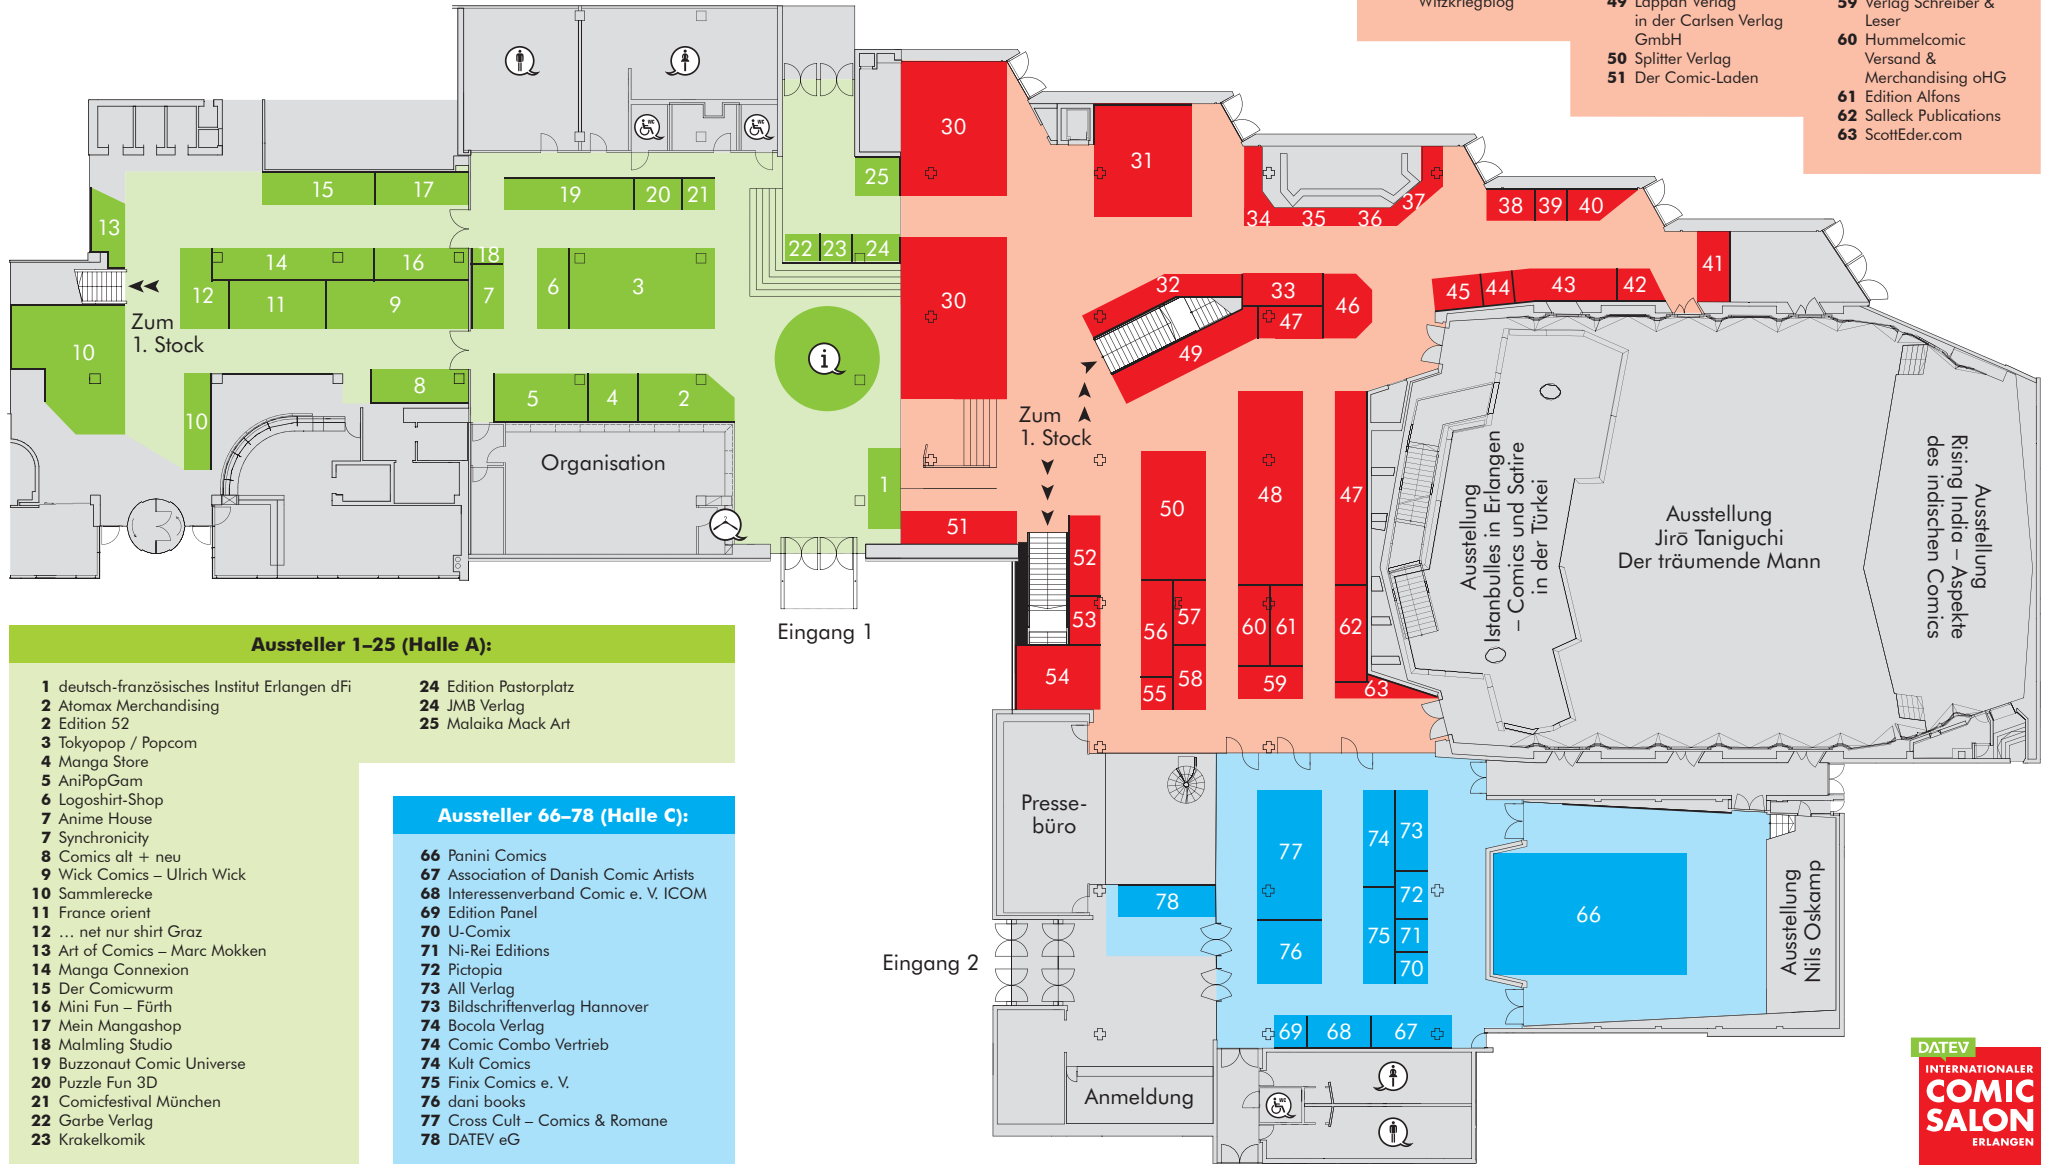 Witzkriegblog
49 Lappan Verlag
in der Carlsen Verlag
GmbH
50 Splitter Verlag
51 Der Comic-Laden
59 Verlag Schreiber &
Leser
60 Hummelcomic
Versand &
Merchandising oHG
61 Edition Alfons
62 Salleck Publications
63 ScottEder.com
WC
WC
30
31
25
15
17
19
20
21
13
34
35
36
37
38
39
40
14
16
18
22
23
24
41
12
11
9
7
6
3
30
32
33
46
47
45
44
43
42
Zum
1. Stock
10
i
49
8
10
5
4
2
Zum
1. Stock
Organisation
1
51
50
48
47
52
53
54
56
57
55
58
60
61
59
62
63
Ausstellung
Istanbulles in Erlangen
– Comics und Satire
in der Türkei
Ausstellung
Jirō Taniguchi
Der träumende Mann
Ausstellung
Rising India – Aspekte
des indischen Comics
Eingang 1
Aussteller 1–25 (Halle A):
1 deutsch-französisches Institut Erlangen dFi
2 Atomax Merchandising
2 Edition 52
3 Tokyopop / Popcom
4 Manga Store
5 AniPopGam
6 Logoshirt-Shop
7 Anime House
7 Synchronicity
8 Comics alt + neu
9 Wick Comics – Ulrich Wick
10 Sammlerecke
11 France orient
12 … net nur shirt Graz
13 Art of Comics – Marc Mokken
14 Manga Connexion
15 Der Comicwurm
16 Mini Fun – Fürth
17 Mein Mangashop
18 Malmling Studio
19 Buzzonaut Comic Universe
20 Puzzle Fun 3D
21 Comicfestival München
22 Garbe Verlag
23 Krakelkomik
24 Edition Pastorplatz
24 JMB Verlag
25 Malaika Mack Art
Aussteller 66–78 (Halle C):
66 Panini Comics
67 Association of Danish Comic Artists
68 Interessenverband Comic e. V. ICOM
69 Edition Panel
70 U-Comix
71 Ni-Rei Editions
72 Pictopia
73 All Verlag
73 Bildschriftenverlag Hannover
74 Bocola Verlag
74 Comic Combo Vertrieb
74 Kult Comics
75 Finix Comics e. V.
76 dani books
77 Cross Cult – Comics & Romane
78 DATEV eG
Presse-
büro
77
74
73
72
78
75
71
76
70
66
Ausstellung
Nils Oskamp
Eingang 2
69
68
67
Anmeldung
WC
DATEV
INTERNATIONALER
COMIC
SALON
ERLANGEN